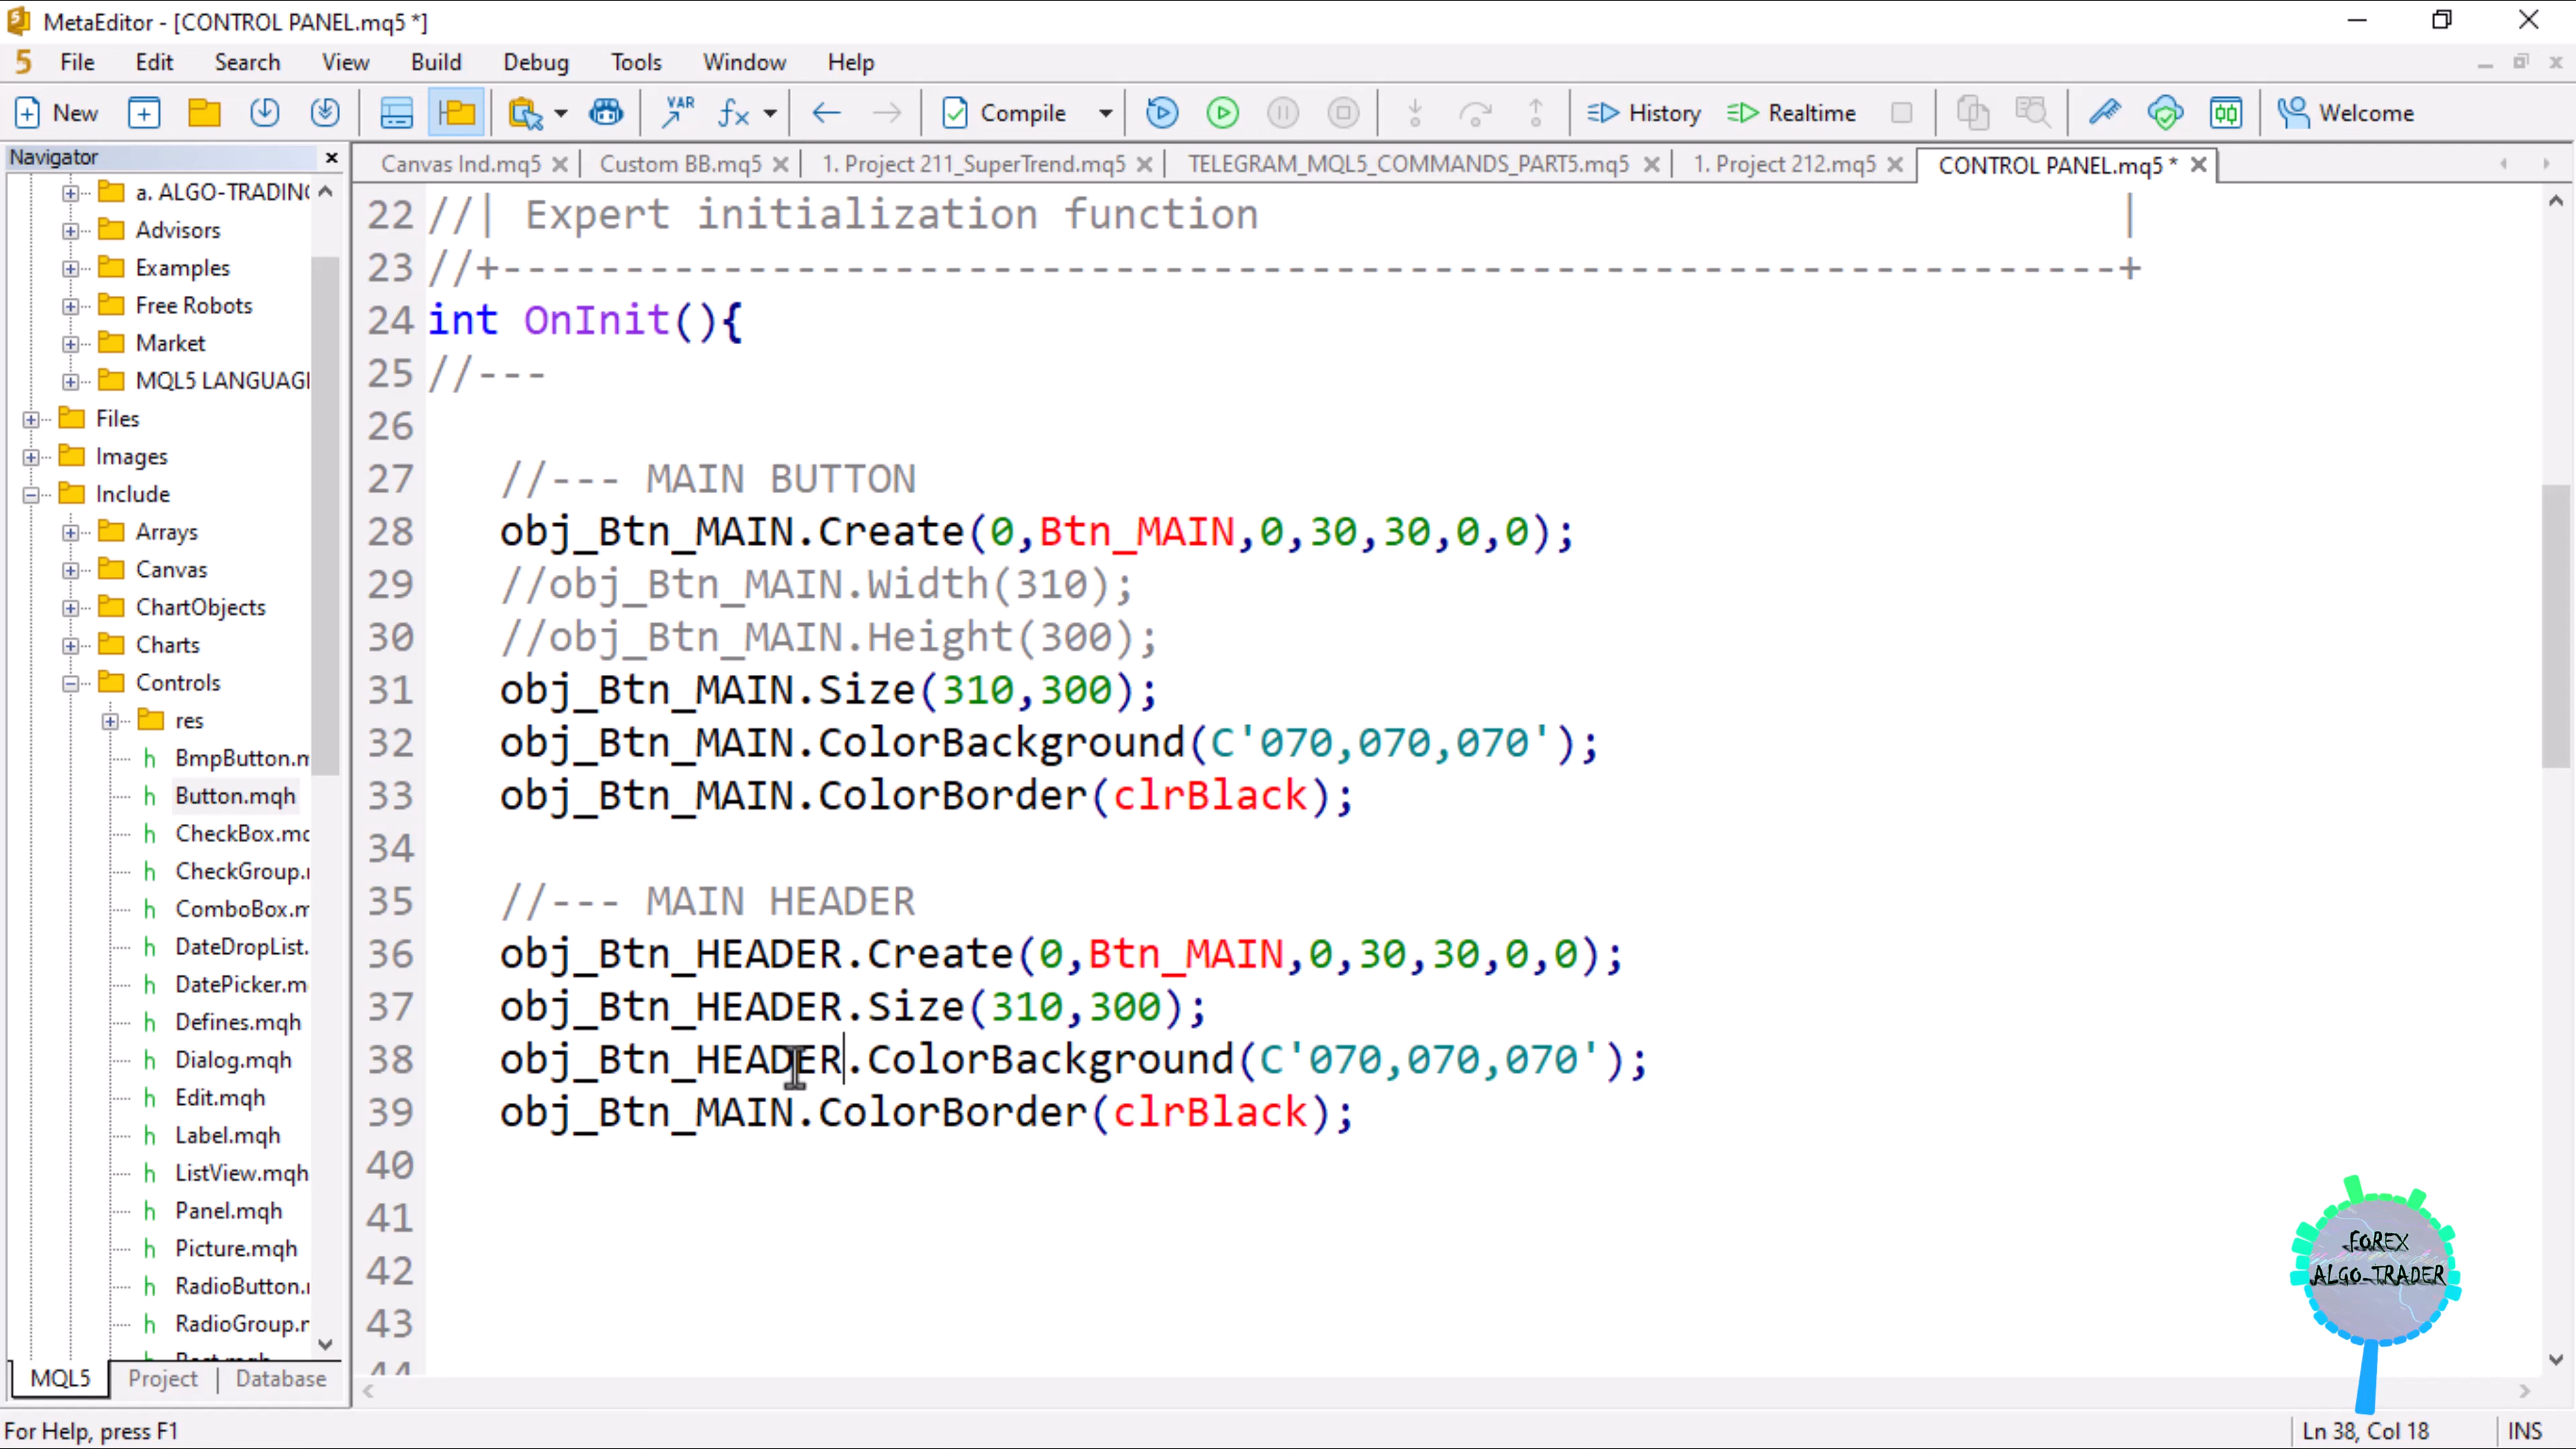 MetaEditor - [CONTROL PANEL.mq5 *]
File Edit Search View Build Debug Tools Window Help
New VAR fx Compile History Realtime Welcome
Navigator
Canvas Ind.mq5 Custom BB.mq5 1. Project 211_SuperTrend.mq5 TELEGRAM_MQL5_COMMANDS_PART5.mq5 1. Project 212.mq5 CONTROL PANEL.mq5 *
a. ALGO-TRADING
Advisors
Examples
Free Robots
Market
MQL5 LANGUAGI
Files
Images
Include
Arrays
Canvas
ChartObjects
Charts
Controls
res
BmpButton.m
Button.mqh
CheckBox.mq
CheckGroup.
ComboBox.m
DateDropList.
DatePicker.m
Defines.mqh
Dialog.mqh
Edit.mqh
Label.mqh
ListView.mqh
Panel.mqh
Picture.mqh
RadioButton.
RadioGroup.
MQL5 Project Database
22 //| Expert initialization function |
23 //+------------------------------------------------------------------+
24 int OnInit(){
25 //---
26
27 //--- MAIN BUTTON
28 obj_Btn_MAIN.Create(0,Btn_MAIN,0,30,30,0,0);
29 //obj_Btn_MAIN.Width(310);
30 //obj_Btn_MAIN.Height(300);
31 obj_Btn_MAIN.Size(310,300);
32 obj_Btn_MAIN.ColorBackground(C'070,070,070');
33 obj_Btn_MAIN.ColorBorder(clrBlack);
34
35 //--- MAIN HEADER
36 obj_Btn_HEADER.Create(0,Btn_MAIN,0,30,30,0,0);
37 obj_Btn_HEADER.Size(310,300);
38 obj_Btn_HEADER.ColorBackground(C'070,070,070');
39 obj_Btn_MAIN.ColorBorder(clrBlack);
40
41
42
43
44
FOREX
ALGO-TRADER
For Help, press F1
Ln 38, Col 18 INS